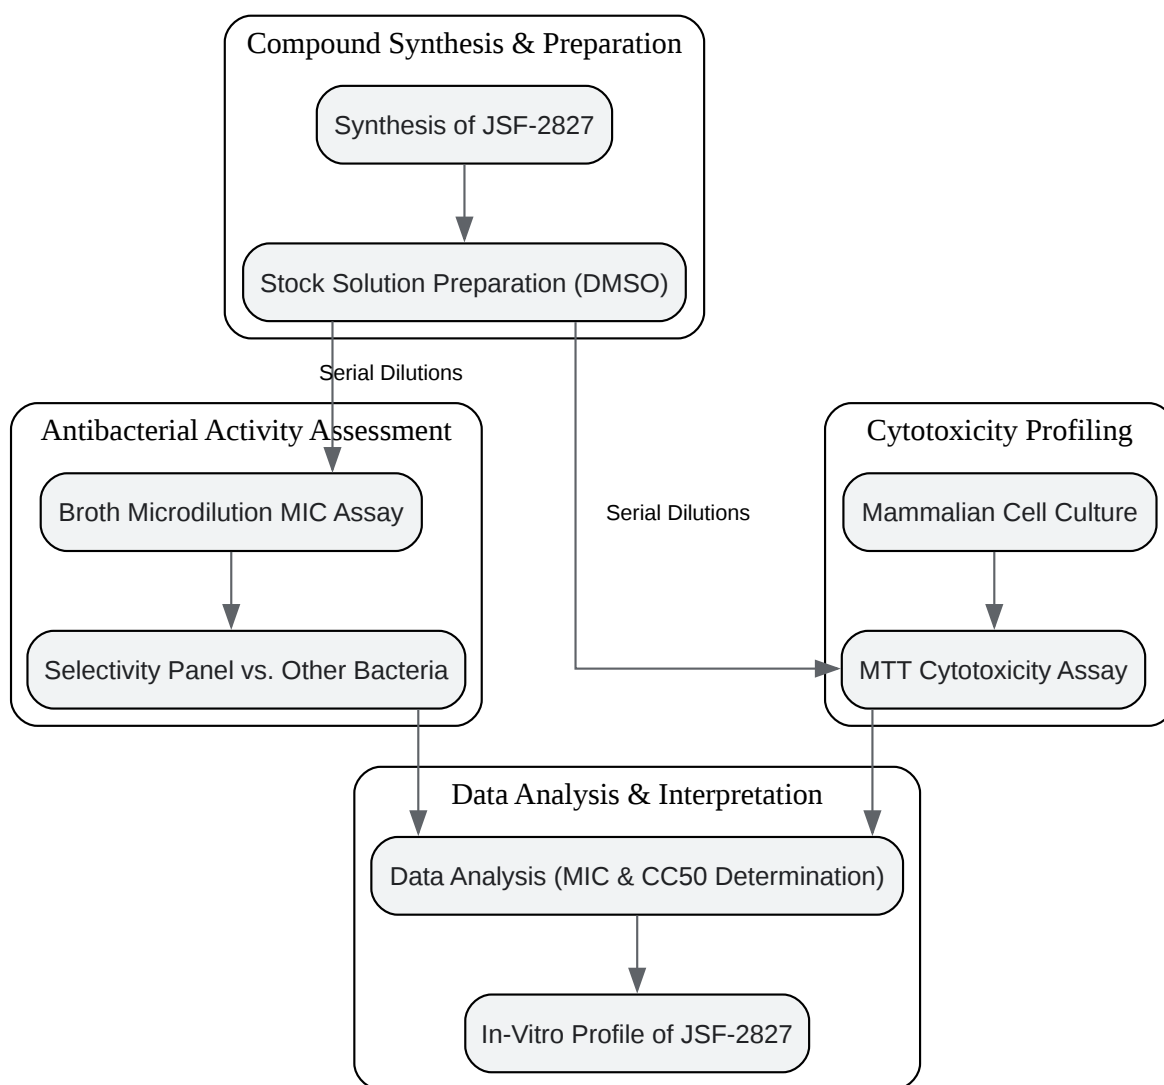 Compound Synthesis & Preparation
Synthesis of JSF-2827
Stock Solution Preparation (DMSO)
Serial Dilutions
Antibacterial Activity Assessment
Cytotoxicity Profiling
Broth Microdilution MIC Assay
Serial Dilutions
Mammalian Cell Culture
Selectivity Panel vs. Other Bacteria
MTT Cytotoxicity Assay
Data Analysis & Interpretation
Data Analysis (MIC & CC50 Determination)
In-Vitro Profile of JSF-2827